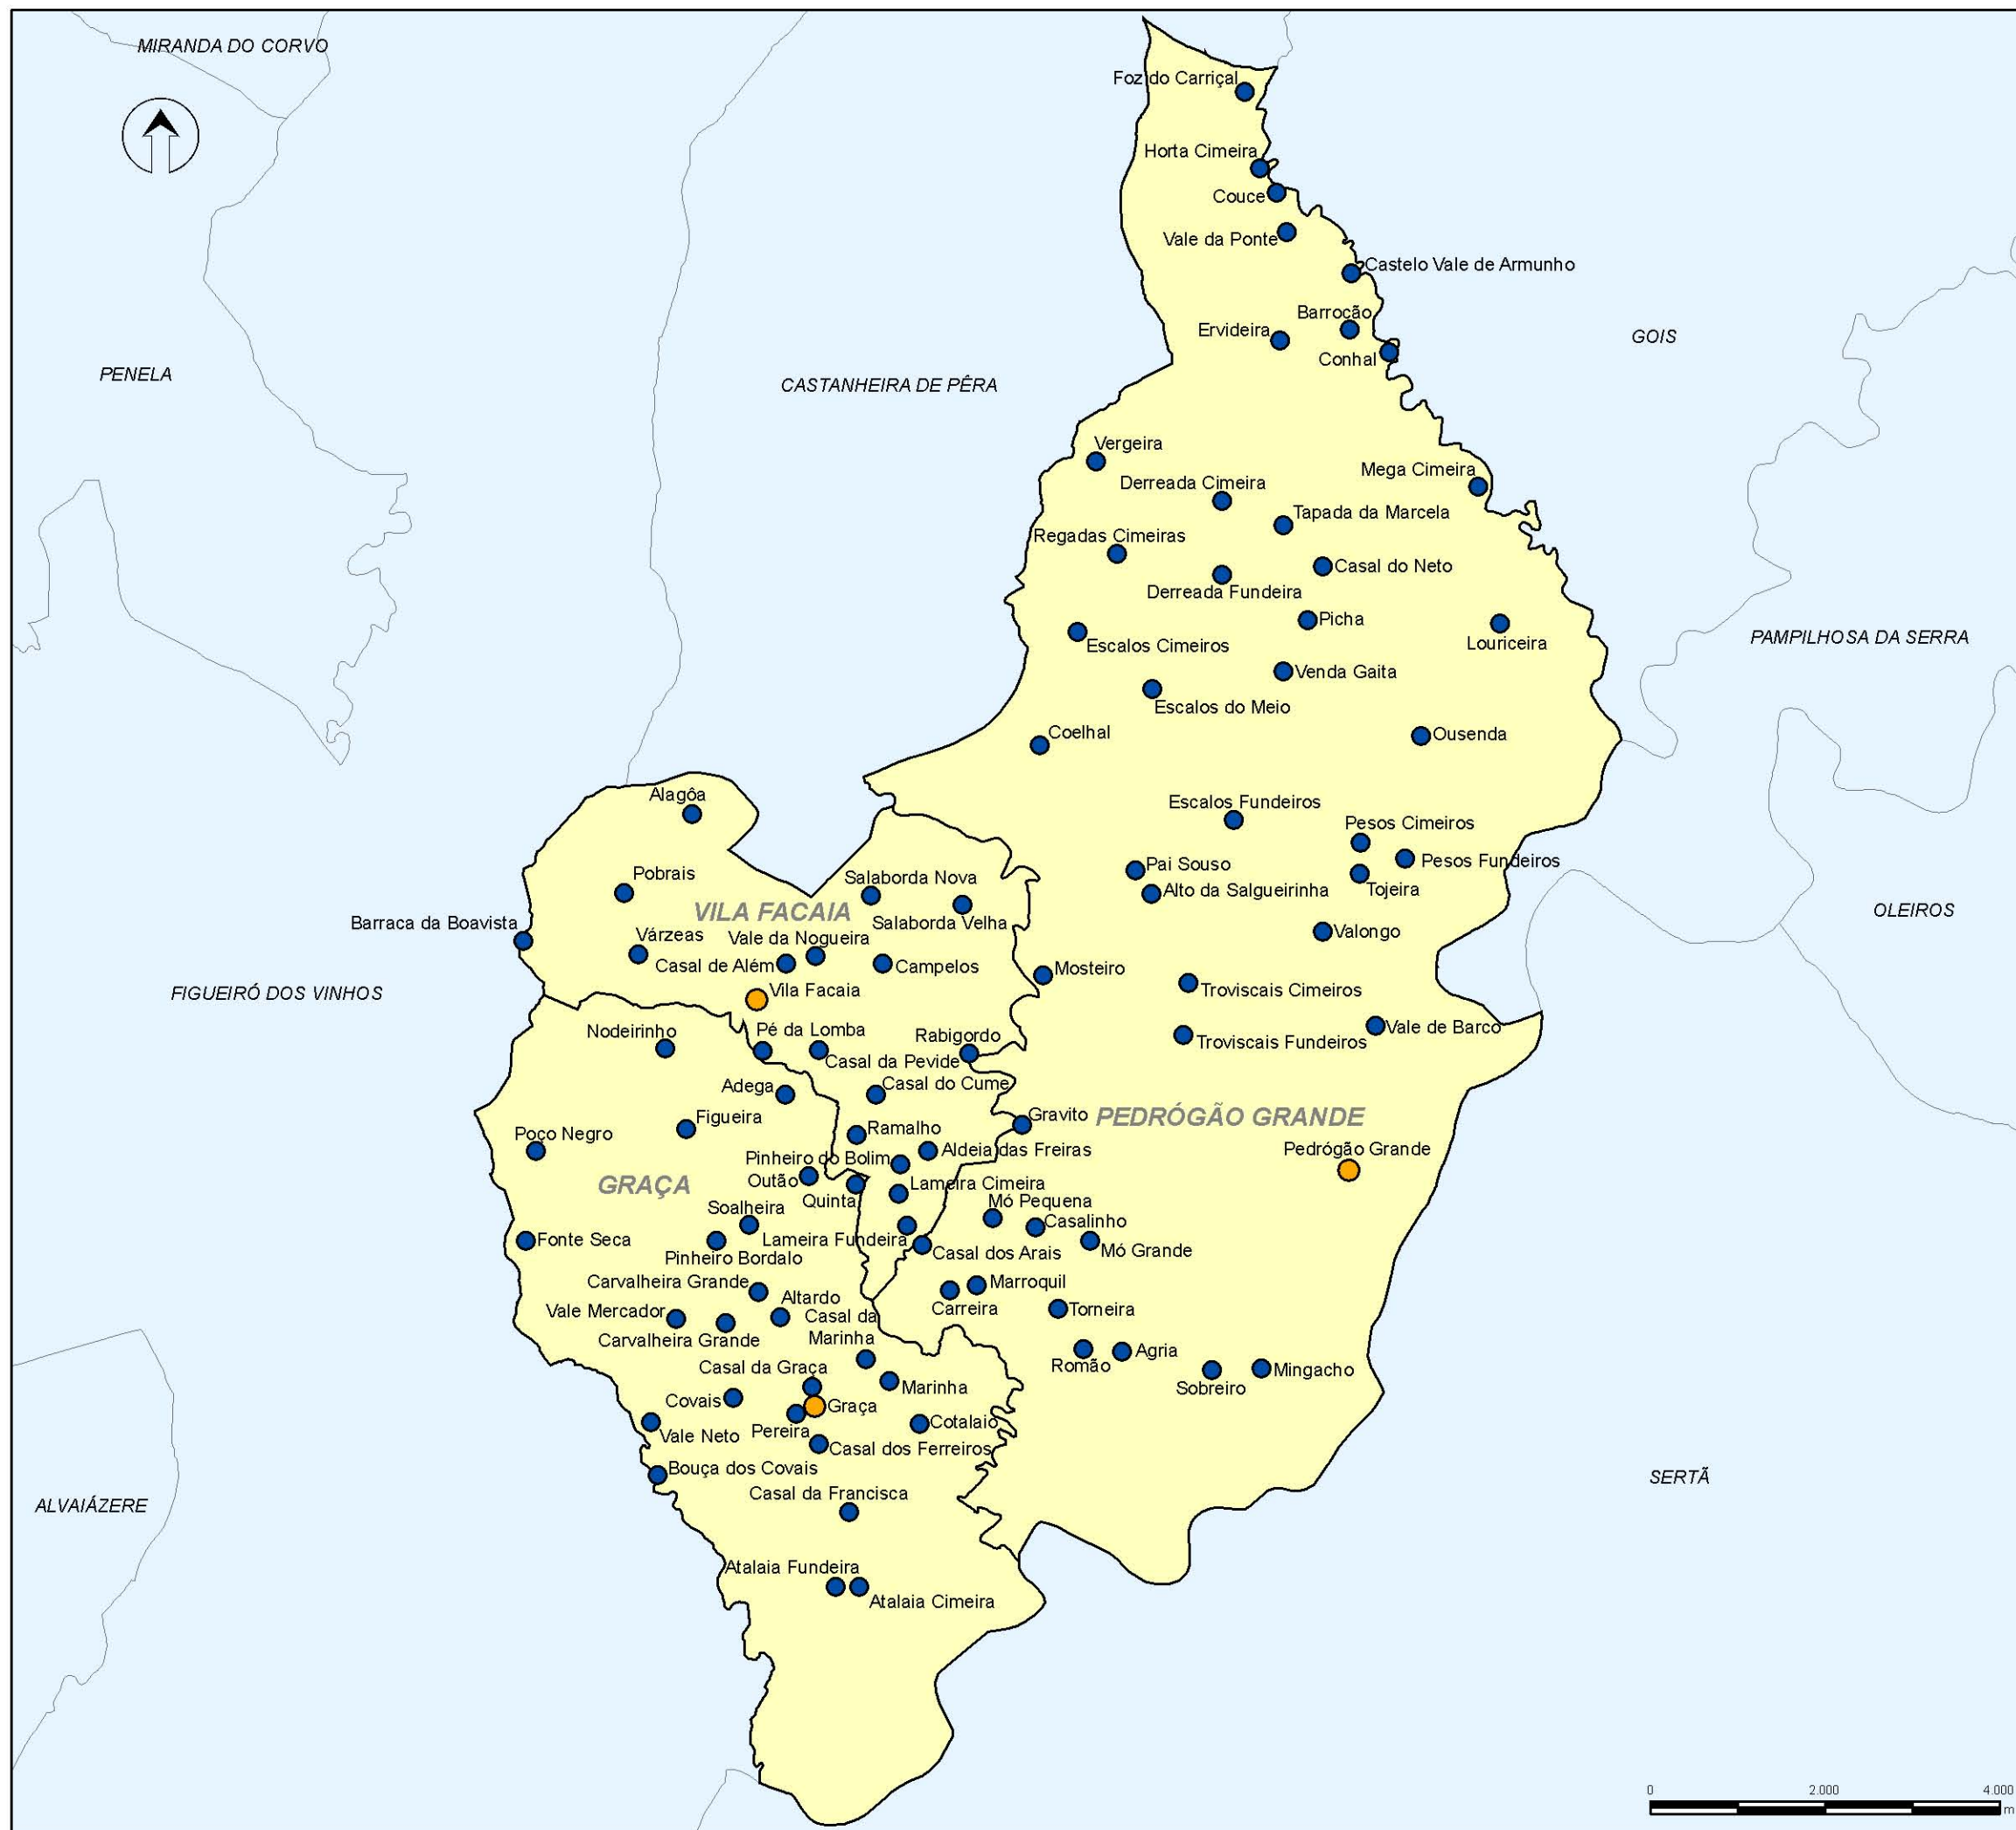 MIRANDA DO CORVO
Foz do Carriçal
Horta Cimeira
Couce
Vale da Ponte
Castelo Vale de Armunho
Barrocão
Ervideira
GOIS
Conhal
PENELA
CASTANHEIRA DE PÊRA
Vergeira
Mega Cimeira
Derreada Cimeira
Tapada da Marcela
Regadas Cimeiras
Casal do Neto
Derreada Fundeira
Picha
Louriceira
PAMPILHOSA DA SERRA
Escalos Cimeiros
Venda Gaita
Escalos do Meio
Coelhal
Ousenda
Alagôa
Escalos Fundeiros
Pesos Cimeiros
Pesos Fundeiros
Pai Souso
Pobrais
Salaborda Nova
Alto da Salgueirinha
Tojeira
VILA FACAIA
OLEIROS
Barraca da Boavista
Salaborda Velha
Valongo
Várzeas
Vale da Nogueira
Casal de Além
Campelos
Mosteiro
FIGUEIRÓ DOS VINHOS
Vila Facaia
Troviscais Cimeiros
Nodeirinho
Pé da Lomba
Rabigordo
Vale de Barco
Troviscais Fundeiros
Casal da Pevide
Adega
Casal do Cume
Figueira
Gravito
PEDRÓGÃO GRANDE
Poço Negro
Ramalho
Aldeia das Freiras
Pedrógão Grande
Pinheiro do Bolim
Outão
GRAÇA
Quinta
Lameira Cimeira
Mó Pequena
Soalheira
Casalinho
Fonte Seca
Lameira Fundeira
Casal dos Arais
Mó Grande
Pinheiro Bordalo
Carvalheira Grande
Marroquil
Altardo
Vale Mercador
Casal da
Marinha
Carreira
Torneira
Carvalheira Grande
Casal da Graça
Romão
Agria
Mingacho
Sobreiro
Marinha
Covais
Graça
Pereira
Cotalaio
Vale Neto
Casal dos Ferreiros
Bouça dos Covais
SERTÃ
Casal da Francisca
ALVAIÁZERE
Atalaia Fundeira
Atalaia Cimeira
0 2.000 4.000
m